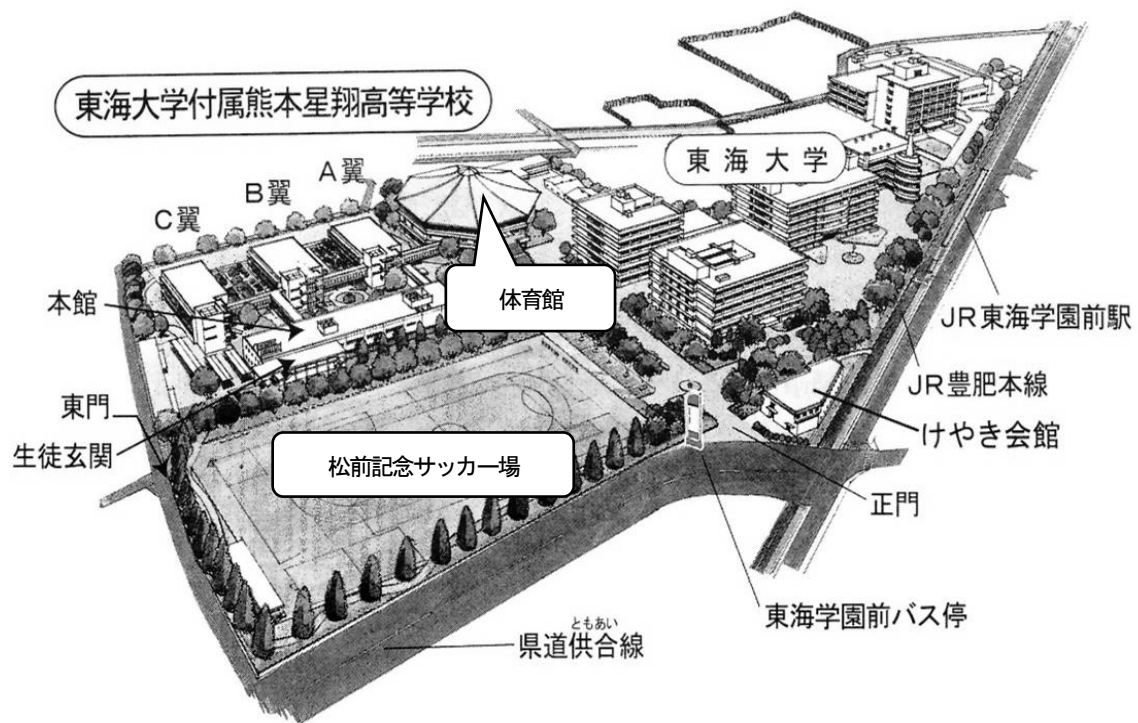 東海大学付属熊本星翔高等学校
A翼
B翼
C翼
東海大学
体育館
本館
JR東海学園前駅
JR豊肥本線
けやき会館
東門
生徒玄関
松前記念サッカー場
正門
東海学園前バス停
ともあい
県道供合線